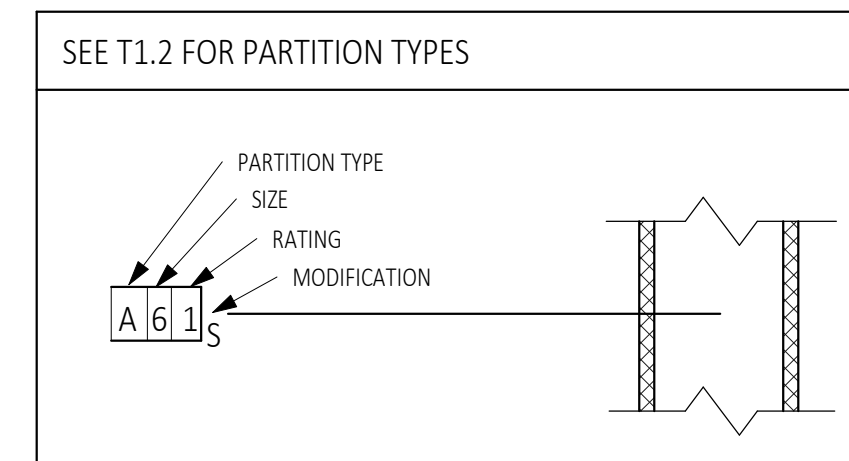 SEE T1.2 FOR PARTITION TYPES
PARTITION TYPE
SIZE
RATING
MODIFICATION
A 6 1 S